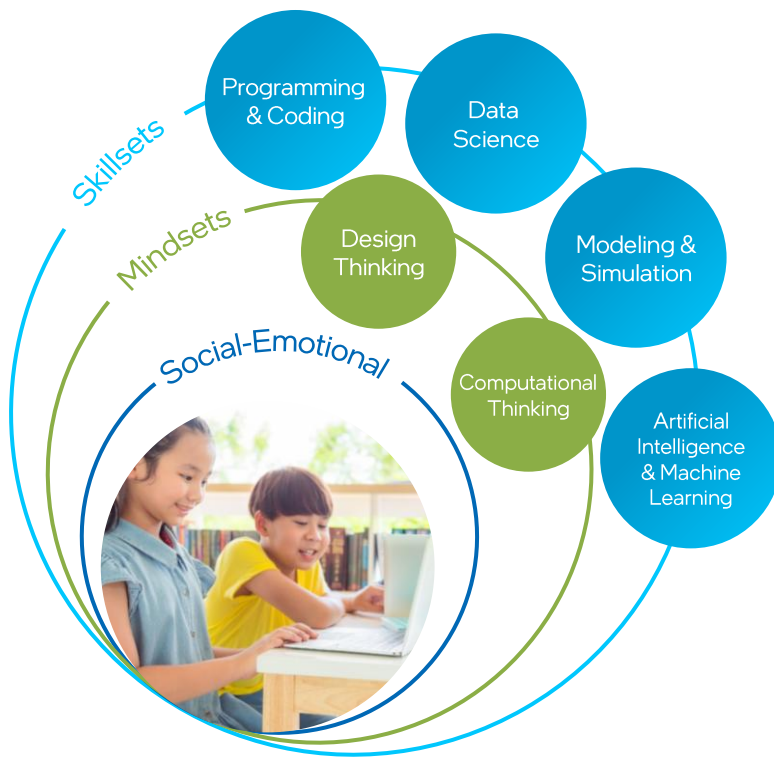 Skillsets
Programming
& Coding
Data
Science
Modeling &
Simulation
Artificial
Intelligence
& Machine
Learning
Mindsets
Design
Thinking
Computational
Thinking
Social-Emotional